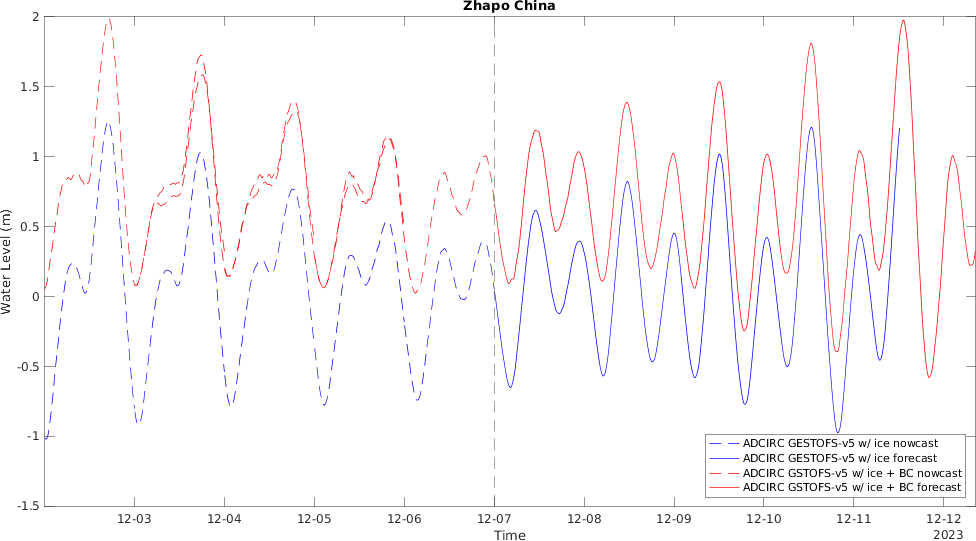 Zhapo China
2
1.5
1
0.5
0
-0.5
-1
-1.5
Water Level (m)
12-03 12-04 12-05 12-06 12-07 12-08 12-09 12-10 12-11 12-12
2023
Time
ADCIRC GESTOFS-v5 w/ ice nowcast
ADCIRC GESTOFS-v5 w/ ice forecast
ADCIRC GSTOFS-v5 w/ ice + BC nowcast
ADCIRC GSTOFS-v5 w/ ice + BC forecast